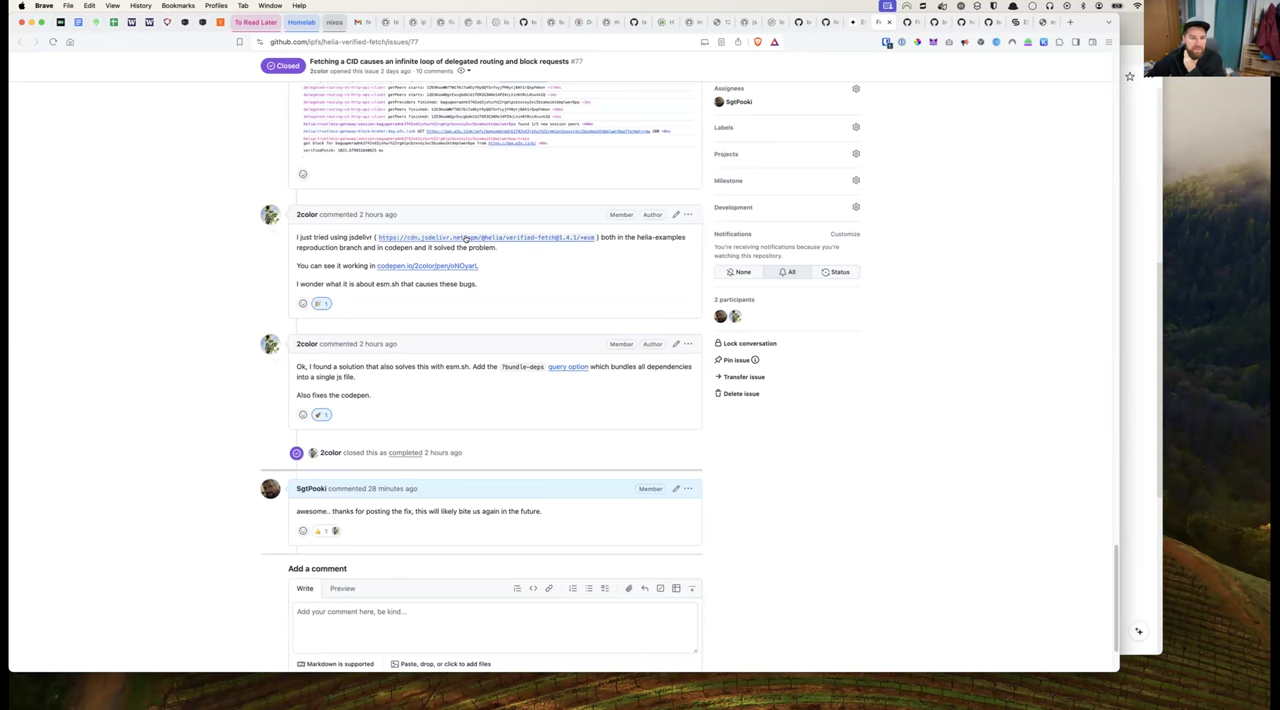 Brave File Edit View History Bookmarks Profiles Tab Window Help
To Read Later Homelab nixos
github.com/ipfs/helia-verified-fetch/issues/77
Closed
Fetching a CID causes an infinite loop of delegated routing and block requests #77
2color opened this issue 2 days ago · 10 comments
2color commented 2 hours ago
Member Author
I just tried using jsdelivr ( https://cdn.jsdelivr.net/npm/@helia/verified-fetch@1.4.1/+esm ) both in the helia-examples
reproduction branch and in codepen and it solved the problem.
You can see it working in codepen.io/2color/pen/oNOyarL
I wonder what it is about esm.sh that causes these bugs.
1
2color commented 2 hours ago
Member Author
Ok, I found a solution that also solves this with esm.sh. Add the ?bundle-deps query option which bundles all dependencies
into a single js file.
Also fixes the codepen.
1
2color closed this as completed 2 hours ago
SgtPooki commented 28 minutes ago
Member
awesome.. thanks for posting the fix, this will likely bite us again in the future.
1
Add a comment
Write Preview
Add your comment here, be kind...
Markdown is supported
Paste, drop, or click to add files
Assignees
SgtPooki
Labels
Projects
Milestone
Development
Notifications
Customize
You're receiving notifications because you're
watching this repository.
None All Status
2 participants
Lock conversation
Pin issue
Transfer issue
Delete issue